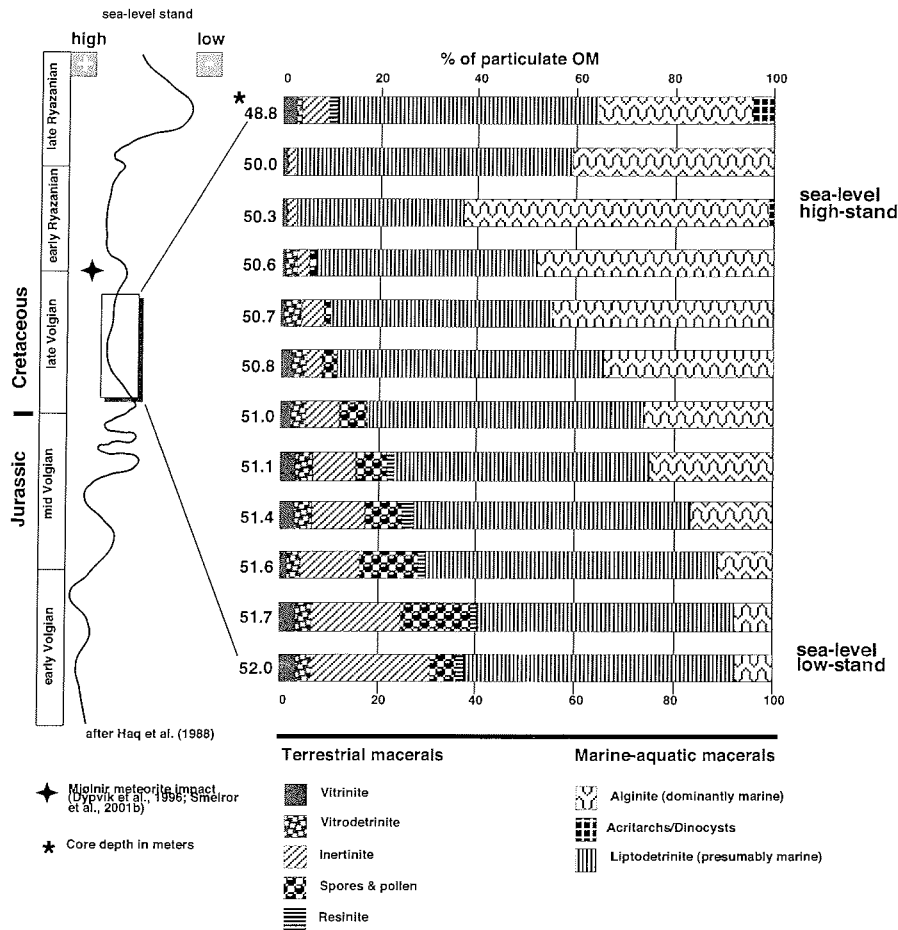 sea-level stand
high
low
+
−
late Ryazanian
early Ryazanian
late Volgian
mid Volgian
early Volgian
Cretaceous
Jurassic
after Haq et al. (1988)
% of particulate OM
0 20 40 60 80 100
*
48.8
50.0
50.3
50.6
50.7
50.8
51.0
51.1
51.4
51.6
51.7
52.0
0 20 40 60 80 100
sea-level
high-stand
sea-level
low-stand
Mjølnir meteorite impact
(Dypvik et al., 1996; Smelror
et al., 2001b)
* Core depth in meters
Terrestrial macerals
Vitrinite
Vitrodetrinite
Inertinite
Spores & pollen
Resinite
Marine-aquatic macerals
Alginite (dominantly marine)
Acritarchs/Dinocysts
Liptodetrinite (presumably marine)